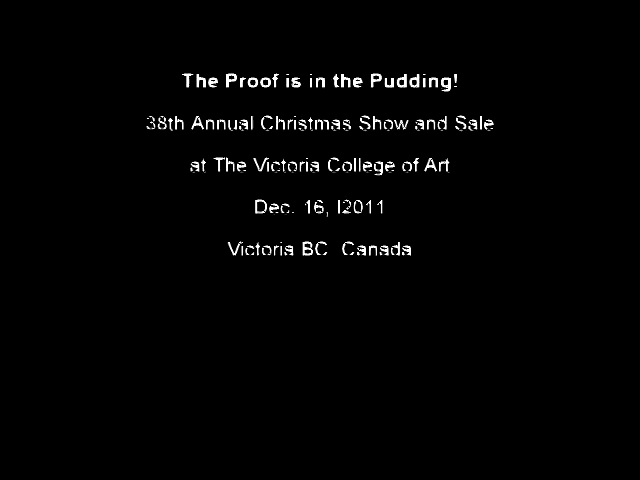 The Proof is in the Pudding!
38th Annual Christmas Show and Sale
at The Victoria College of Art
Dec. 16, l2011
Victoria BC  Canada